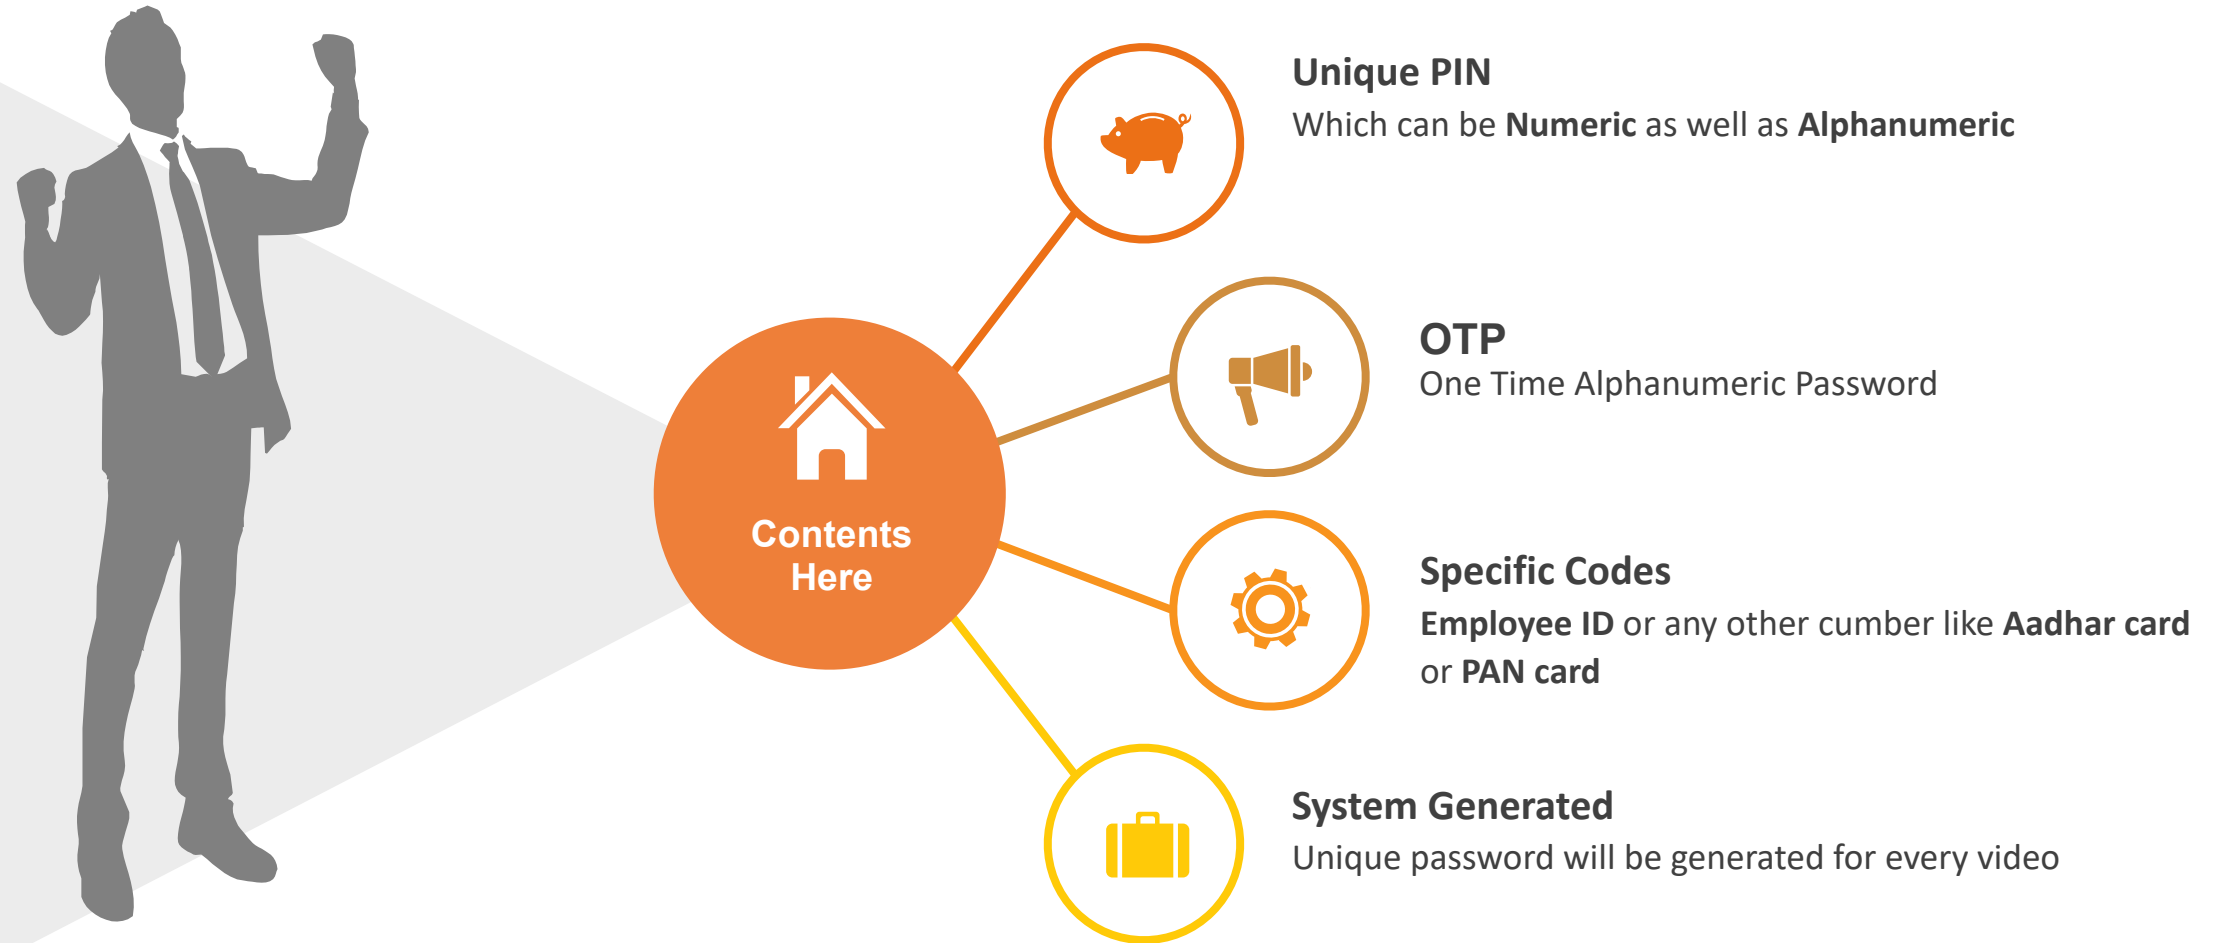 Unique PIN
Which can be Numeric as well as Alphanumeric
OTP
One Time Alphanumeric Password
Contents
Here
Specific Codes
Employee ID or any other cumber like Aadhar card
or PAN card
System Generated
Unique password will be generated for every video